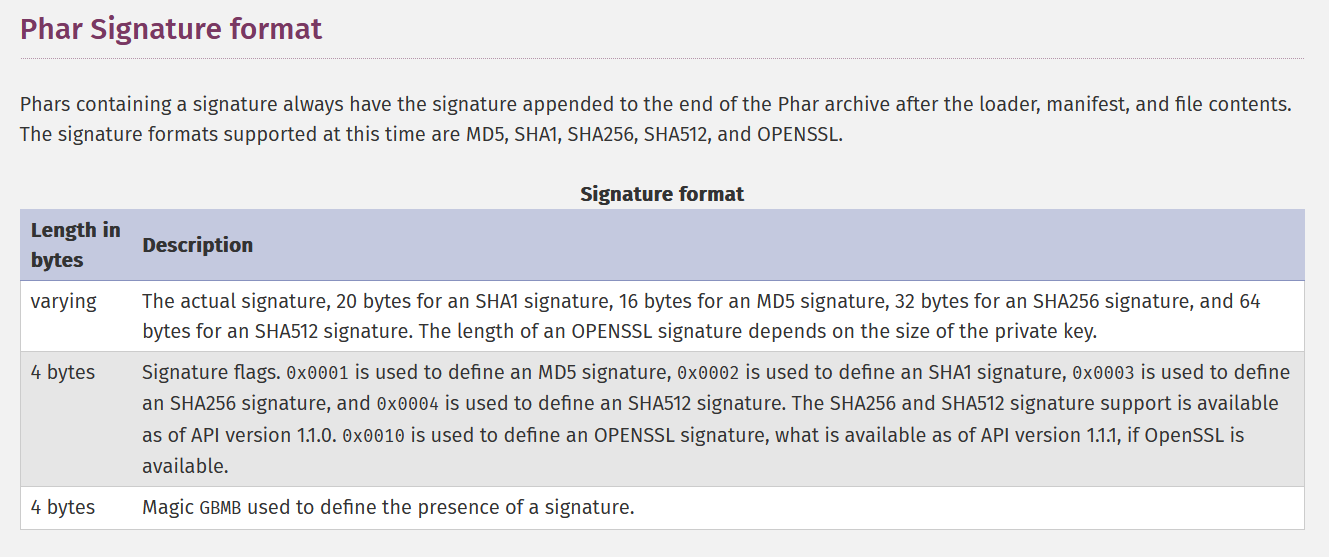 Phar Signature format
Phars containing a signature always have the signature appended to the end of the Phar archive after the loader, manifest, and file contents.
The signature formats supported at this time are MD5, SHA1, SHA256, SHA512, and OPENSSL.
Signature format
Length in
bytes
Description
varying
The actual signature, 20 bytes for an SHA1 signature, 16 bytes for an MD5 signature, 32 bytes for an SHA256 signature, and 64
bytes for an SHA512 signature. The length of an OPENSSL signature depends on the size of the private key.
4 bytes
Signature flags. 0x0001 is used to define an MD5 signature, 0x0002 is used to define an SHA1 signature, 0x0003 is used to define
an SHA256 signature, and 0x0004 is used to define an SHA512 signature. The SHA256 and SHA512 signature support is available
as of API version 1.1.0. 0x0010 is used to define an OPENSSL signature, what is available as of API version 1.1.1, if OpenSSL is
available.
4 bytes
Magic GBMB used to define the presence of a signature.